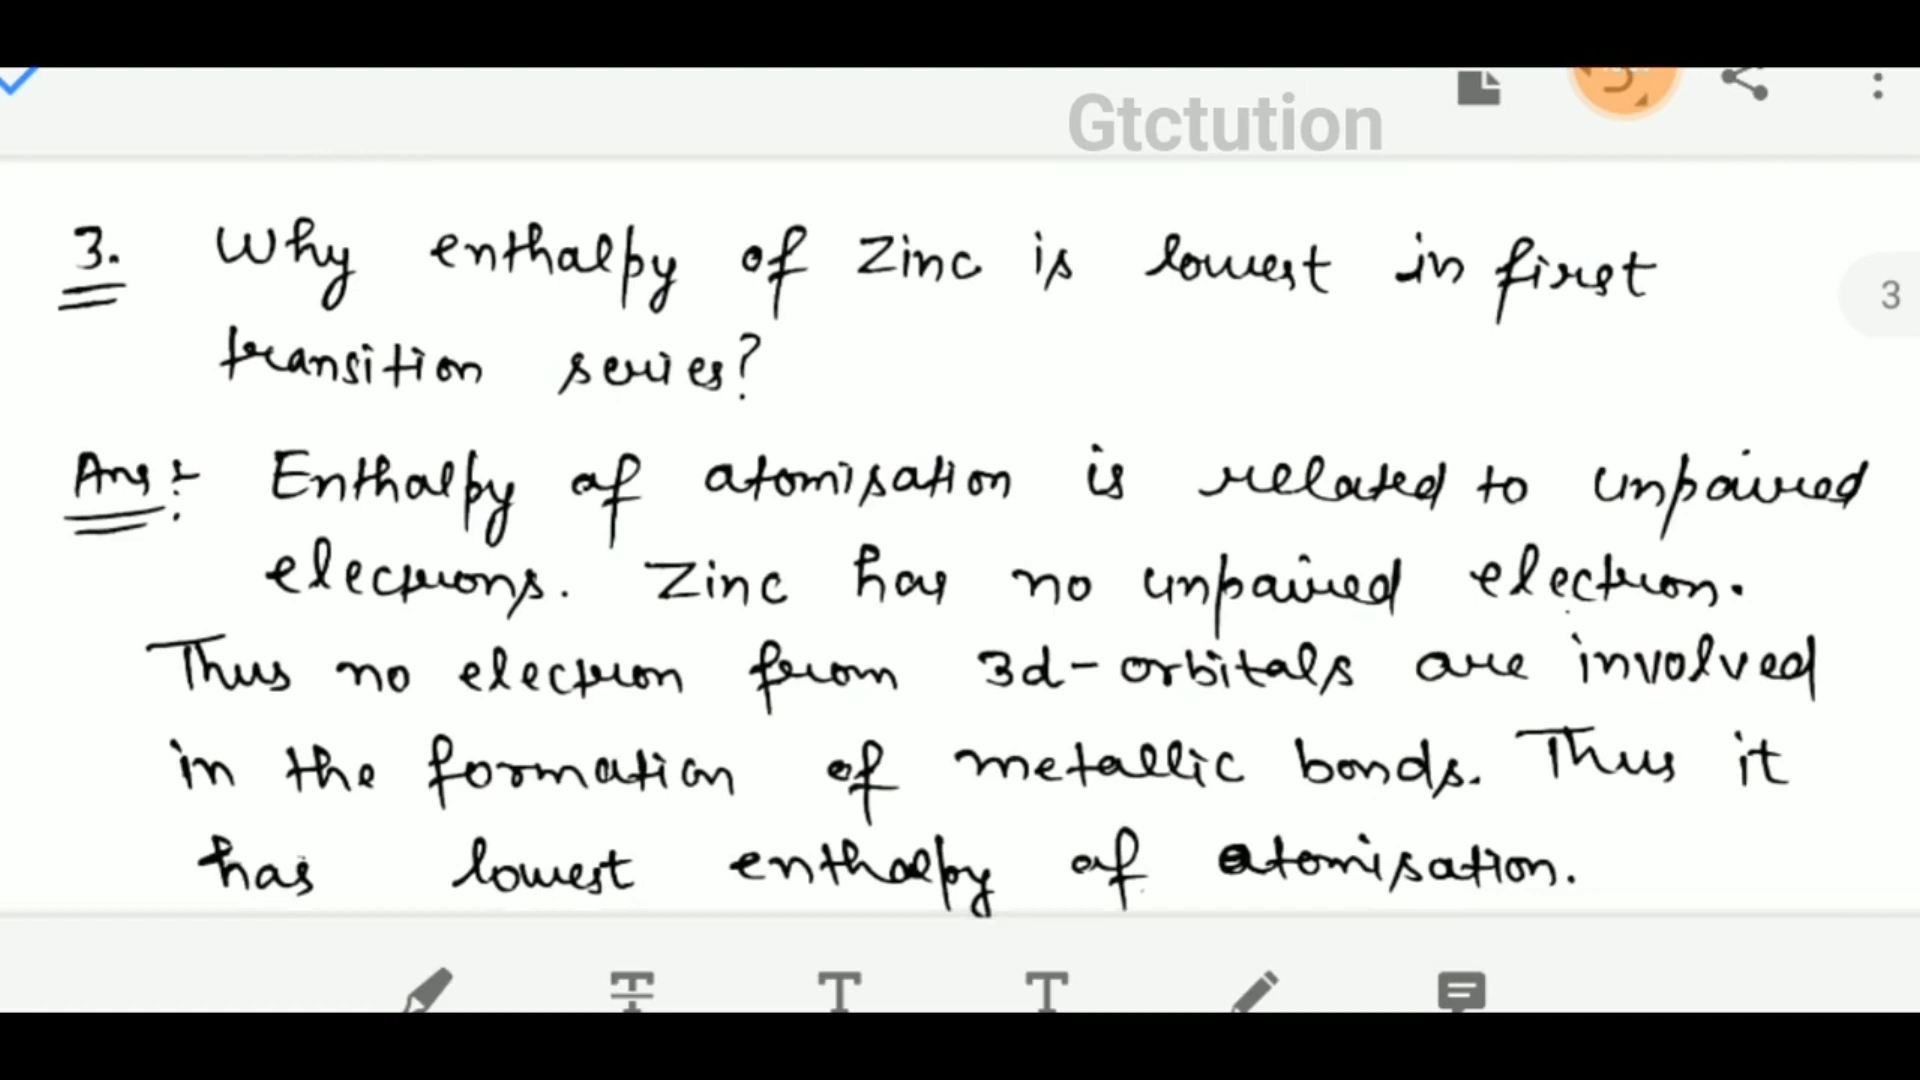 Gtctution
3. Why enthalpy of Zinc is lowest in first
3
transition series?
Ans:- Enthalpy of atomisation is related to unpaired
electrons. Zinc has no unpaired electron.
Thus no electron from 3d-orbitals are involved
in the formation of metallic bonds. Thus it
has lowest enthalpy of atomisation.